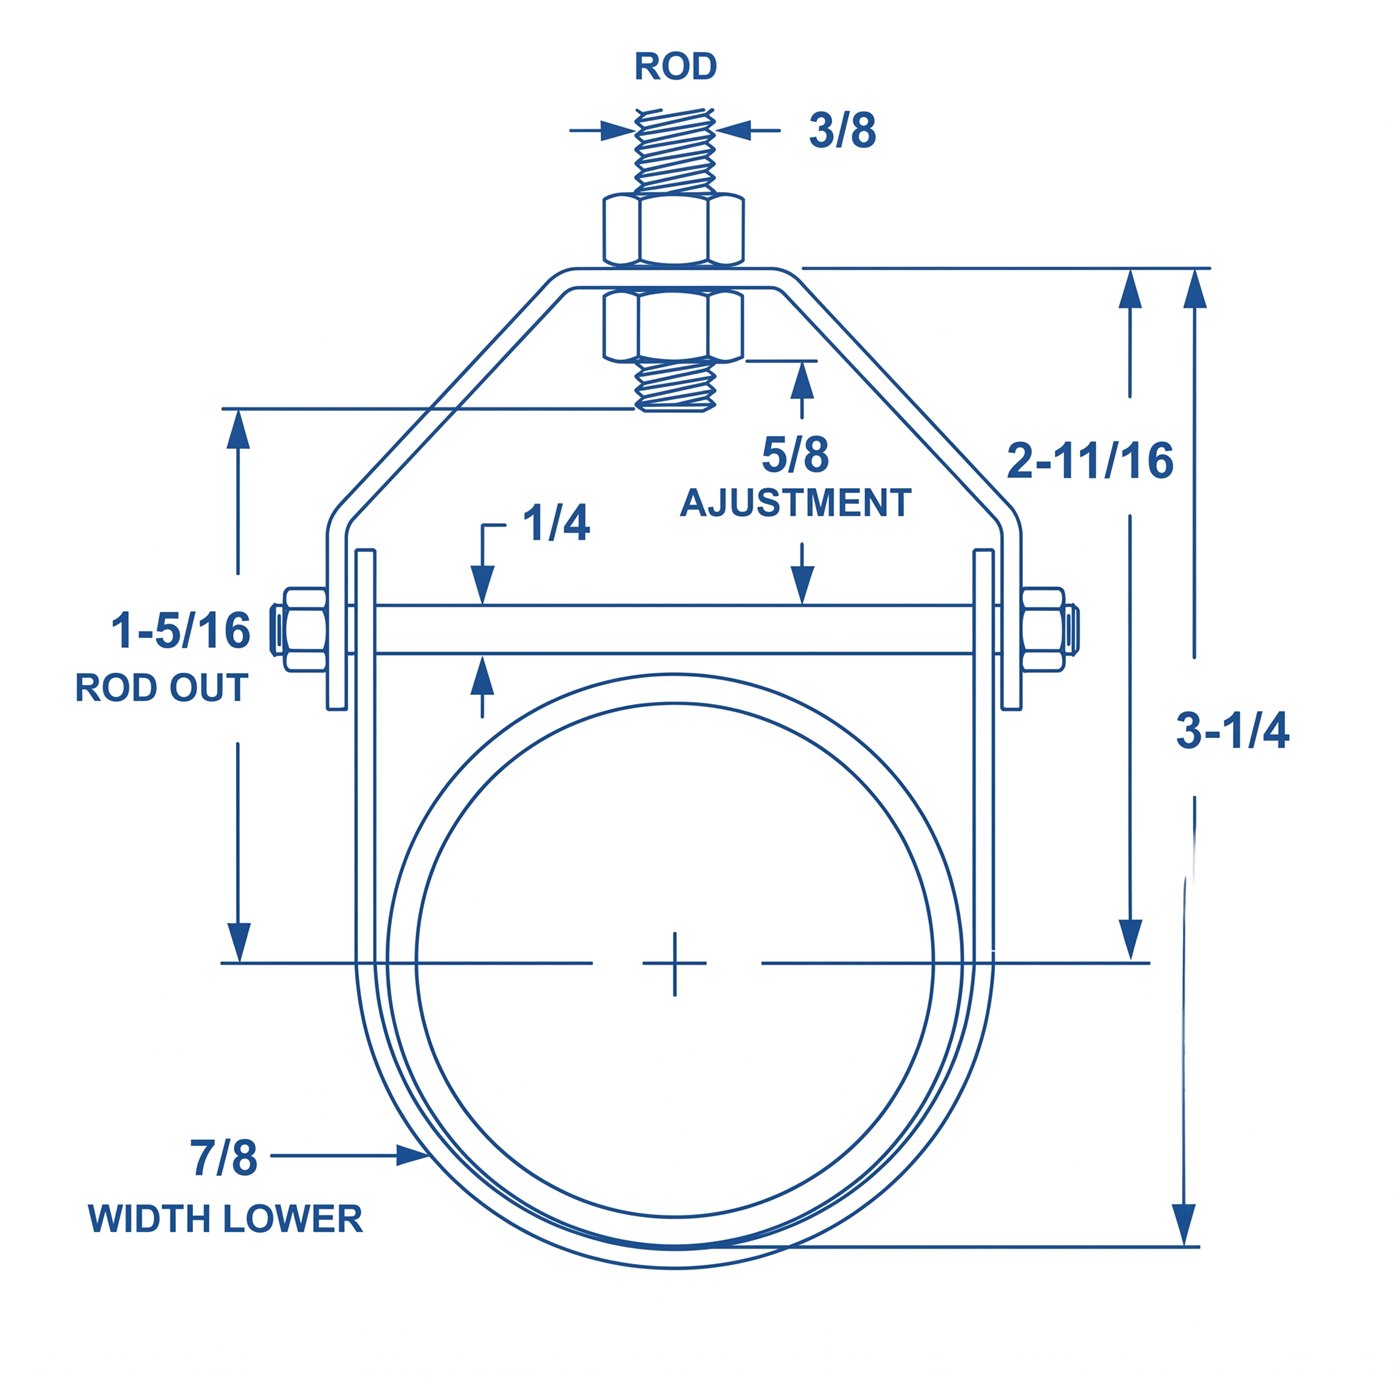 ROD
3/8
2-11/16
5/8
AJUSTMENT
1/4
1-5/16
ROD OUT
3-1/4
7/8
WIDTH LOWER